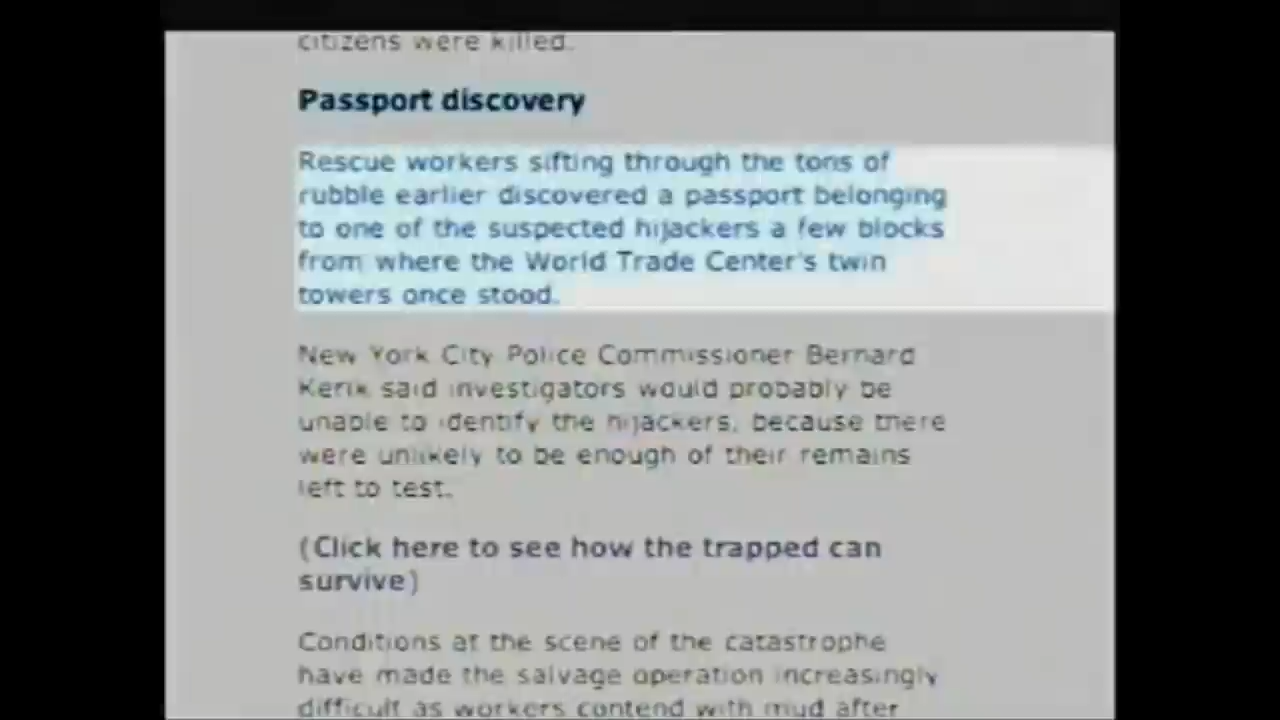 citizens were killed.
Passport discovery
Rescue workers sifting through the tons of
rubble earlier discovered a passport belonging
to one of the suspected hijackers a few blocks
from where the World Trade Center's twin
towers once stood.
New York City Police Commissioner Bernard
Kerik said investigators would probably be
unable to identify the hijackers, because there
were unlikely to be enough of their remains
left to test.
(Click here to see how the trapped can
survive)
Conditions at the scene of the catastrophe
have made the salvage operation increasingly
difficult as workers contend with mud after